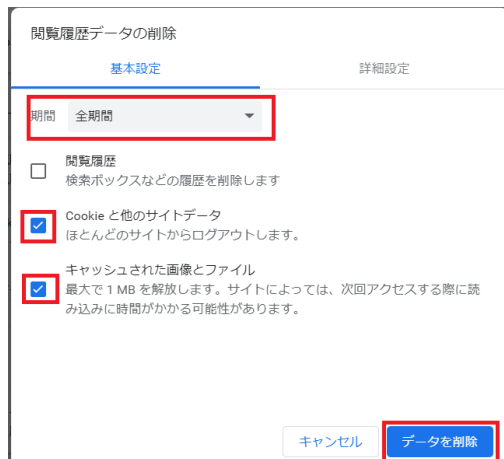 閲覧履歴データの削除
基本設定
詳細設定
期間 全期間
閲覧履歴
検索ボックスなどの履歴を削除します
Cookie と他のサイトデータ
ほとんどのサイトからログアウトします。
キャッシュされた画像とファイル
最大で 1 MB を解放します。サイトによっては、次回アクセスする際に読
み込みに時間がかかる可能性があります。
キャンセル
データを削除